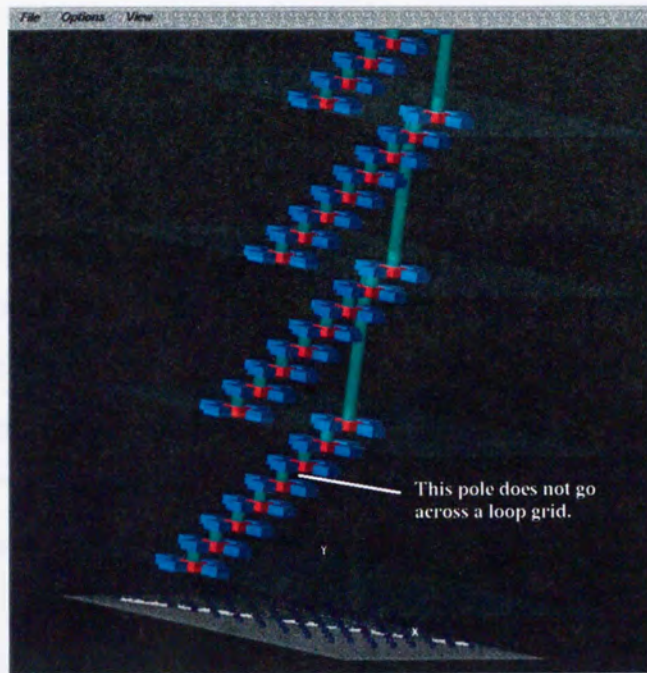 File Options View
This pole does not go
across a loop grid.
Y
X